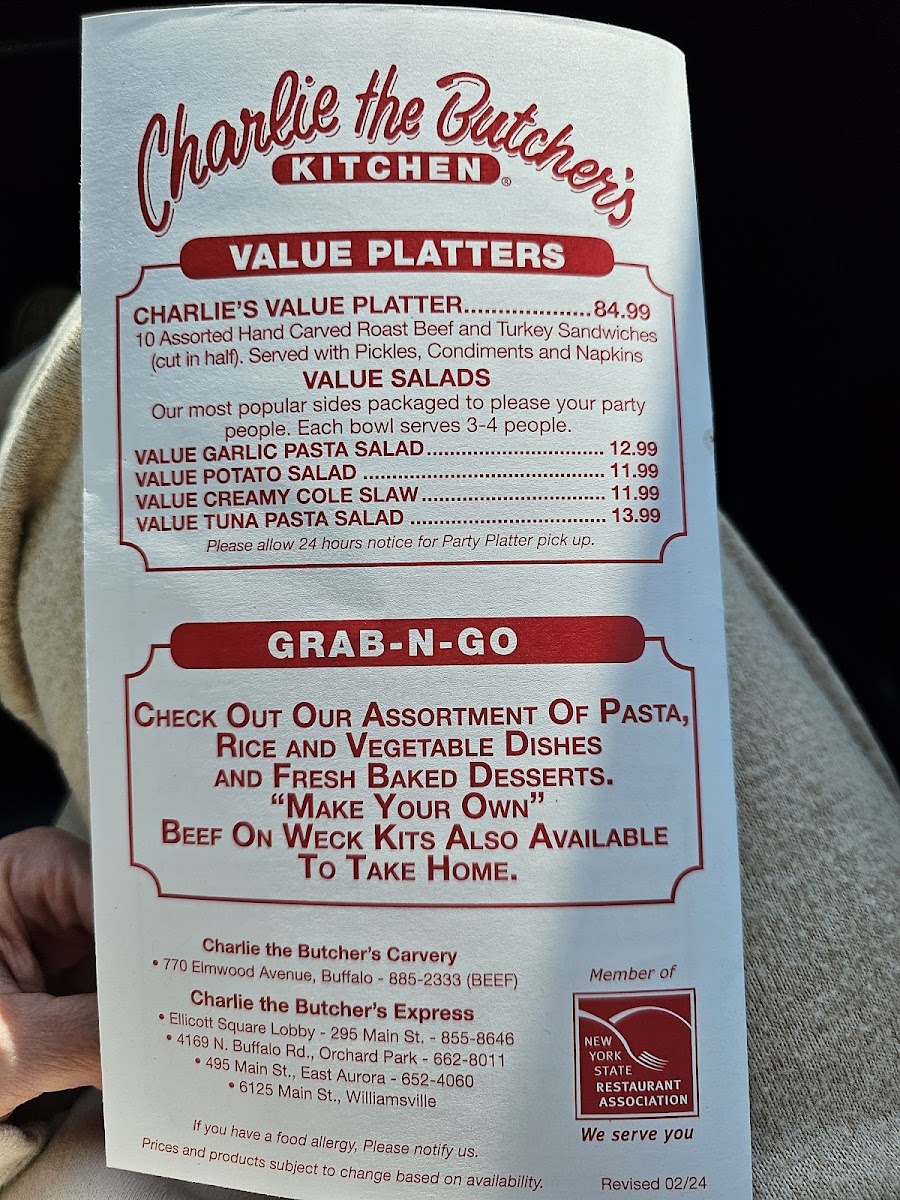 Charlie the Butcher's
KITCHEN®
VALUE PLATTERS
CHARLIE'S VALUE PLATTER...................84.99
10 Assorted Hand Carved Roast Beef and Turkey Sandwiches
(cut in half). Served with Pickles, Condiments and Napkins
VALUE SALADS
Our most popular sides packaged to please your party
people. Each bowl serves 3-4 people.
VALUE GARLIC PASTA SALAD................................ 12.99
VALUE POTATO SALAD ........................................... 11.99
VALUE CREAMY COLE SLAW................................. 11.99
VALUE TUNA PASTA SALAD ................................... 13.99
Please allow 24 hours notice for Party Platter pick up.
GRAB-N-GO
CHECK OUT OUR ASSORTMENT OF PASTA,
RICE AND VEGETABLE DISHES
AND FRESH BAKED DESSERTS.
"MAKE YOUR OWN"
BEEF ON WECK KITS ALSO AVAILABLE
TO TAKE HOME.
Charlie the Butcher's Carvery
• 770 Elmwood Avenue, Buffalo - 885-2333 (BEEF)
Charlie the Butcher's Express
• Ellicott Square Lobby - 295 Main St. - 855-8646
• 4169 N. Buffalo Rd., Orchard Park - 662-8011
• 495 Main St., East Aurora - 652-4060
• 6125 Main St., Williamsville
Member of
NEW
YORK
STATE
RESTAURANT
ASSOCIATION
We serve you
If you have a food allergy, Please notify us.
Prices and products subject to change based on availability.
Revised 02/24